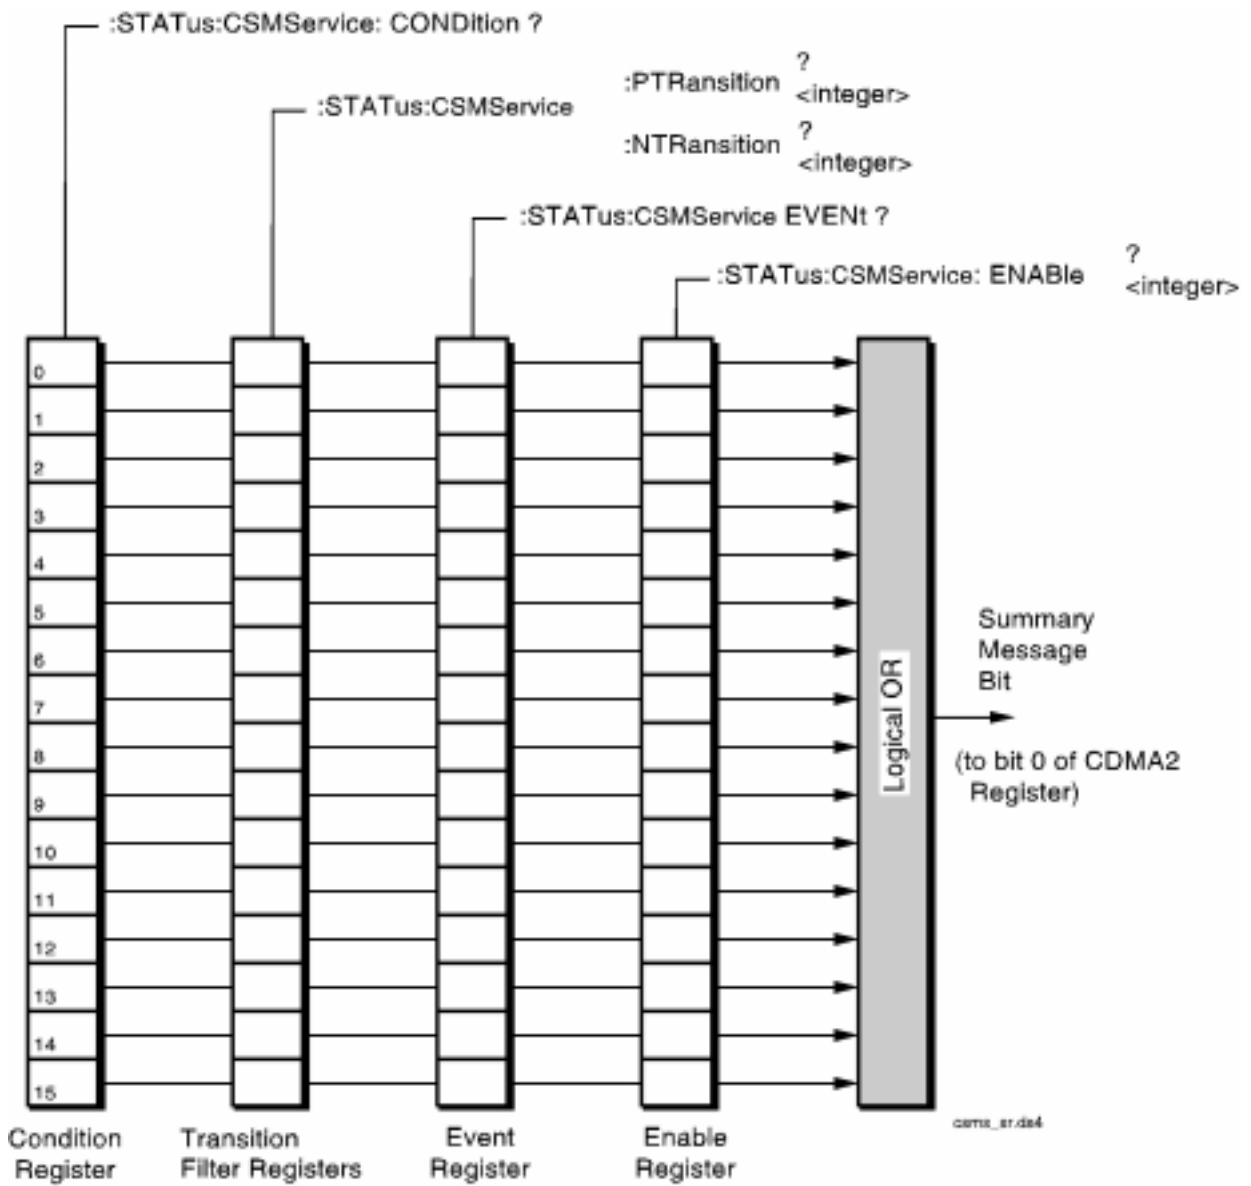 :STATus:CSMService: CONDition ?
:PTRansition ?
<integer>
:STATus:CSMService
:NTRansition ?
<integer>
:STATus:CSMService EVENt ?
:STATus:CSMService: ENABle ?
<integer>
0
1
2
3
4
5
6
7
8
9
10
11
12
13
14
15
Logical OR
Summary
Message
Bit
(to bit 0 of CDMA2
Register)
Condition
Register
Transition
Filter Registers
Event
Register
Enable
Register